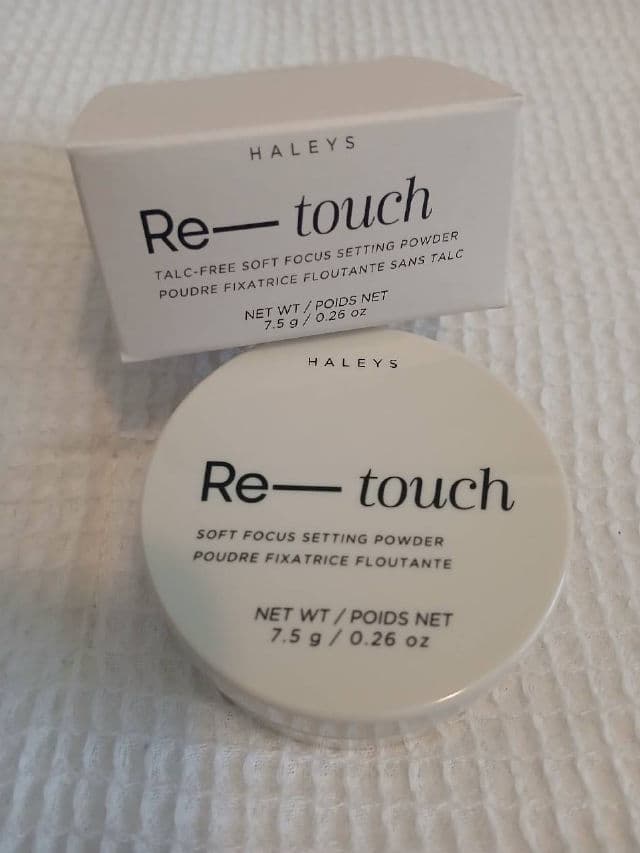 HALEYS
Re— touch
TALC-FREE SOFT FOCUS SETTING POWDER
POUDRE FIXATRICE FLOUTANTE SANS TALC
NET WT / POIDS NET
7.5 g / 0.26 oz
HALEYS
Re— touch
SOFT FOCUS SETTING POWDER
POUDRE FIXATRICE FLOUTANTE
NET WT / POIDS NET
7.5 g / 0.26 oz